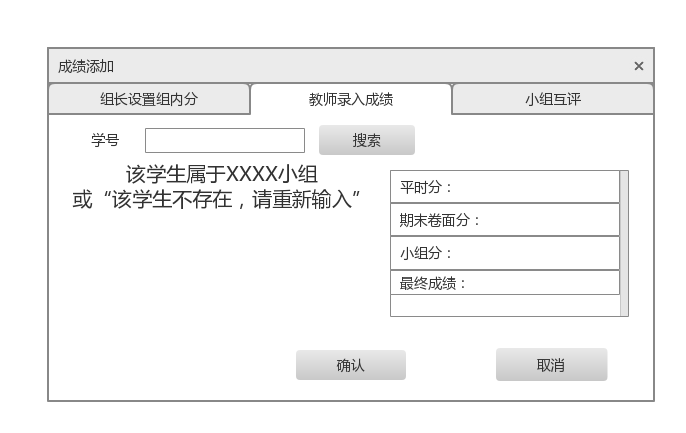 成绩添加
组长设置组内分
教师录入成绩
小组互评
学号
搜索
该学生属于XXXX小组
或“该学生不存在，请重新输入”
平时分：
期末卷面分：
小组分：
最终成绩：
确认
取消